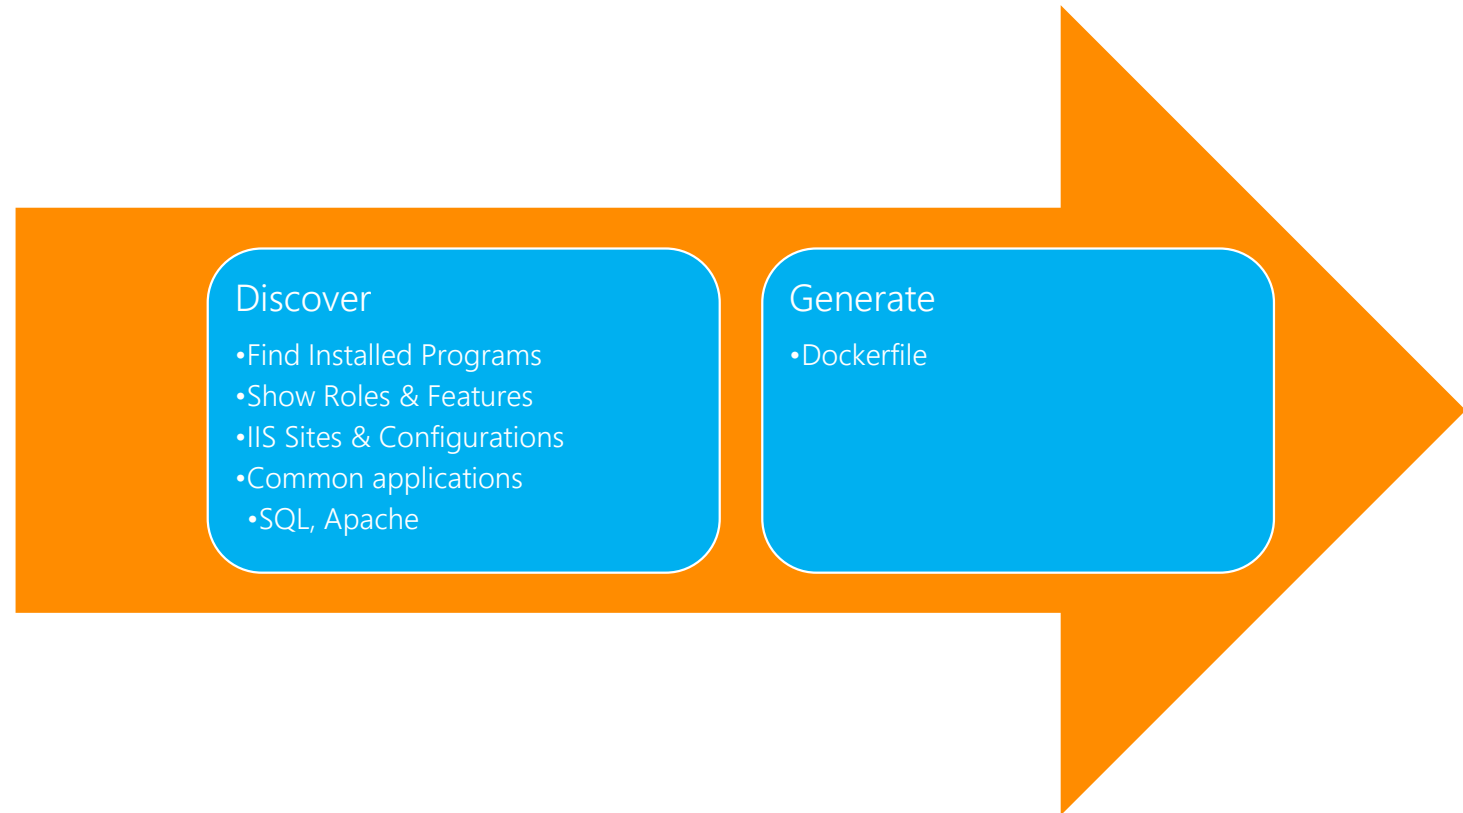 Discover
•Find Installed Programs
•Show Roles & Features
•IIS Sites & Configurations
•Common applications
•SQL, Apache
Generate
•Dockerfile